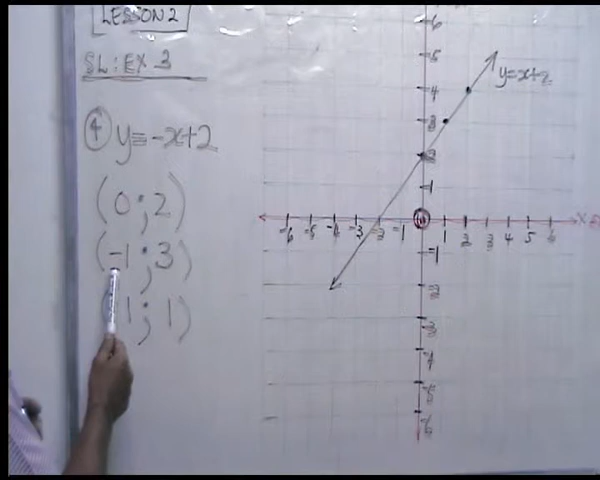 LESSON 2
SL: EX 3
④ y = -x+2
(0 ; 2)
(-1 ; 3)
(1 ; 1)
y=x+2
6
5
4
3
2
1
-6 -5 -4 -3 -2 -1 0 1 2 3 4 5 6 x
-1
-2
-3
-4
-5
-6